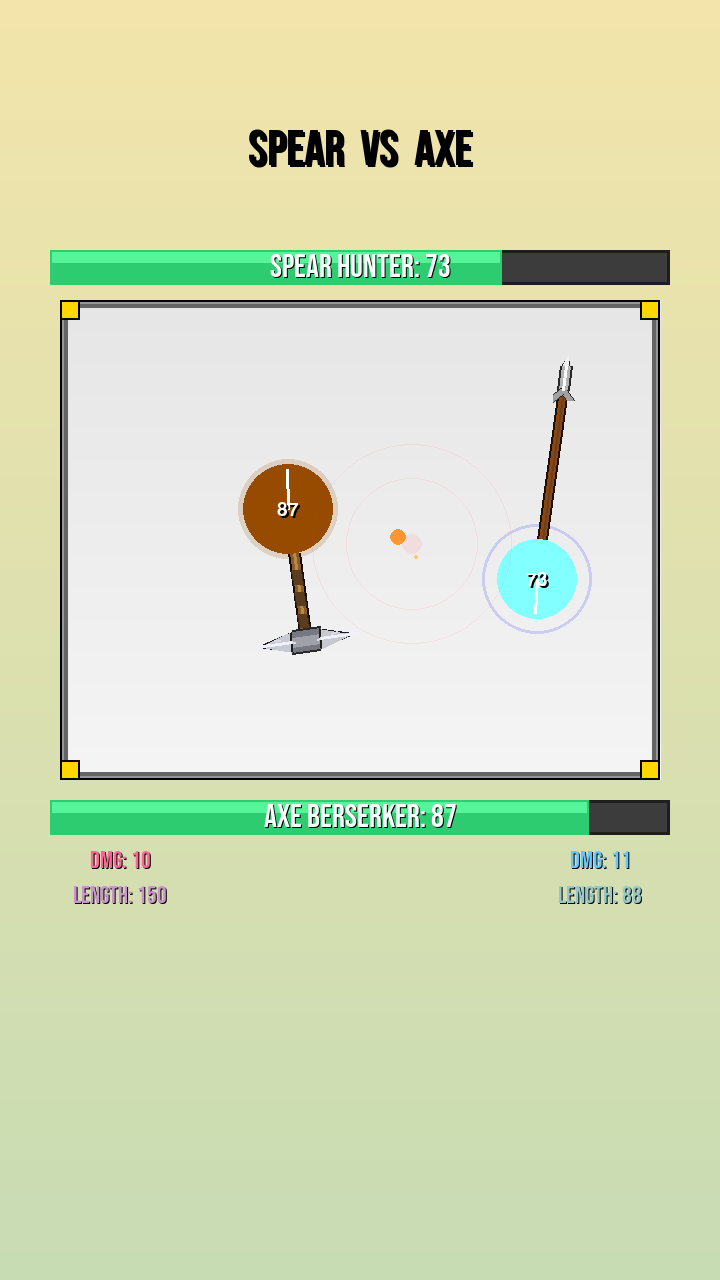 SPEAR VS AXE
SPEAR HUNTER: 73
87
73
AXE BERSERKER: 87
DMG: 10
DMG: 11
LENGTH: 150
LENGTH: 88